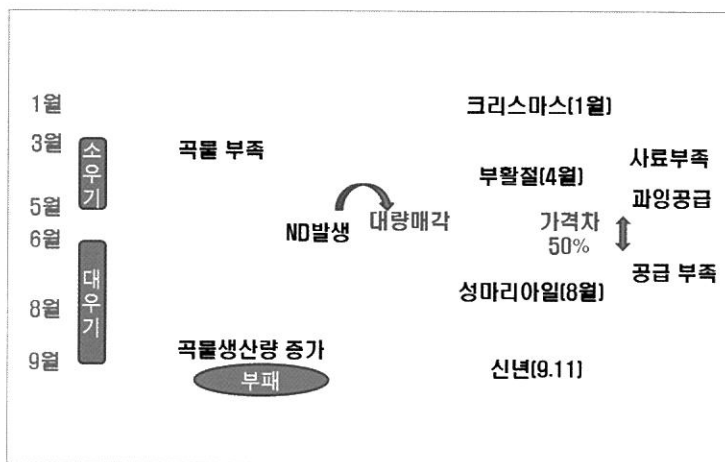 1월
크리스마스(1월)
3월
소우기
곡물 부족
사료부족
부활절(4월)
5월
과잉공급
ND발생
대량매각
가격차
50%
6월
공급 부족
대우기
성마리아일(8월)
8월
곡물생산량 증가
9월
부패
신년(9.11)